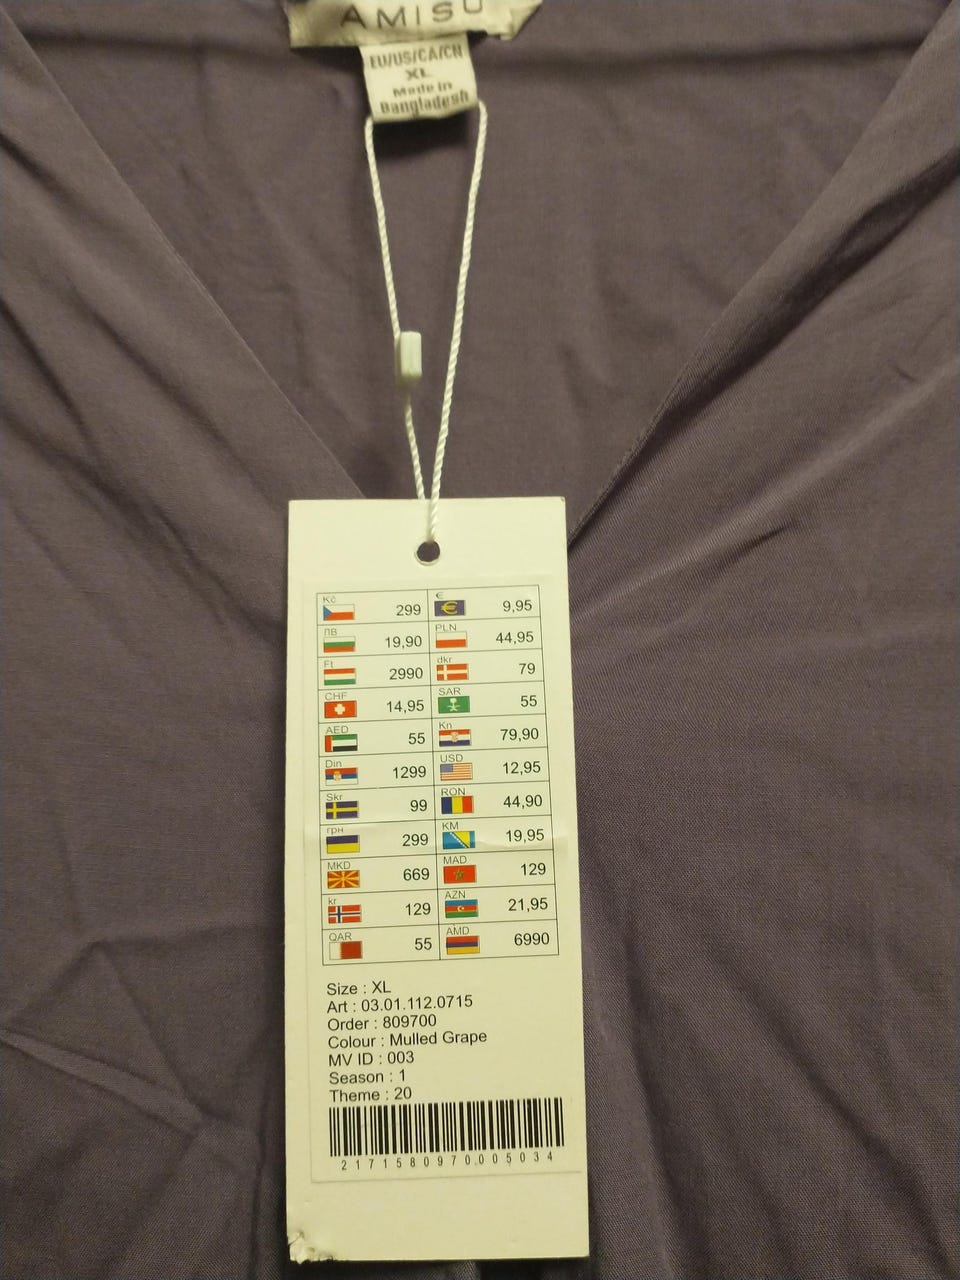 AMISU
EU/US/CA/CN
XL
Made in
Bangladesh
Kč 299 € 9,95
лв 19,90 PLN 44,95
Ft 2990 dkr 79
CHF 14,95 SAR 55
AED 55 Kn 79,90
Din 1299 USD 12,95
Skr 99 RON 44,90
грн 299 KM 19,95
MKD 669 MAD 129
kr 129 AZN 21,95
QAR 55 AMD 6990
Size : XL
Art : 03.01.112.0715
Order : 809700
Colour : Mulled Grape
MV ID : 003
Season : 1
Theme : 20
2171580970.005034